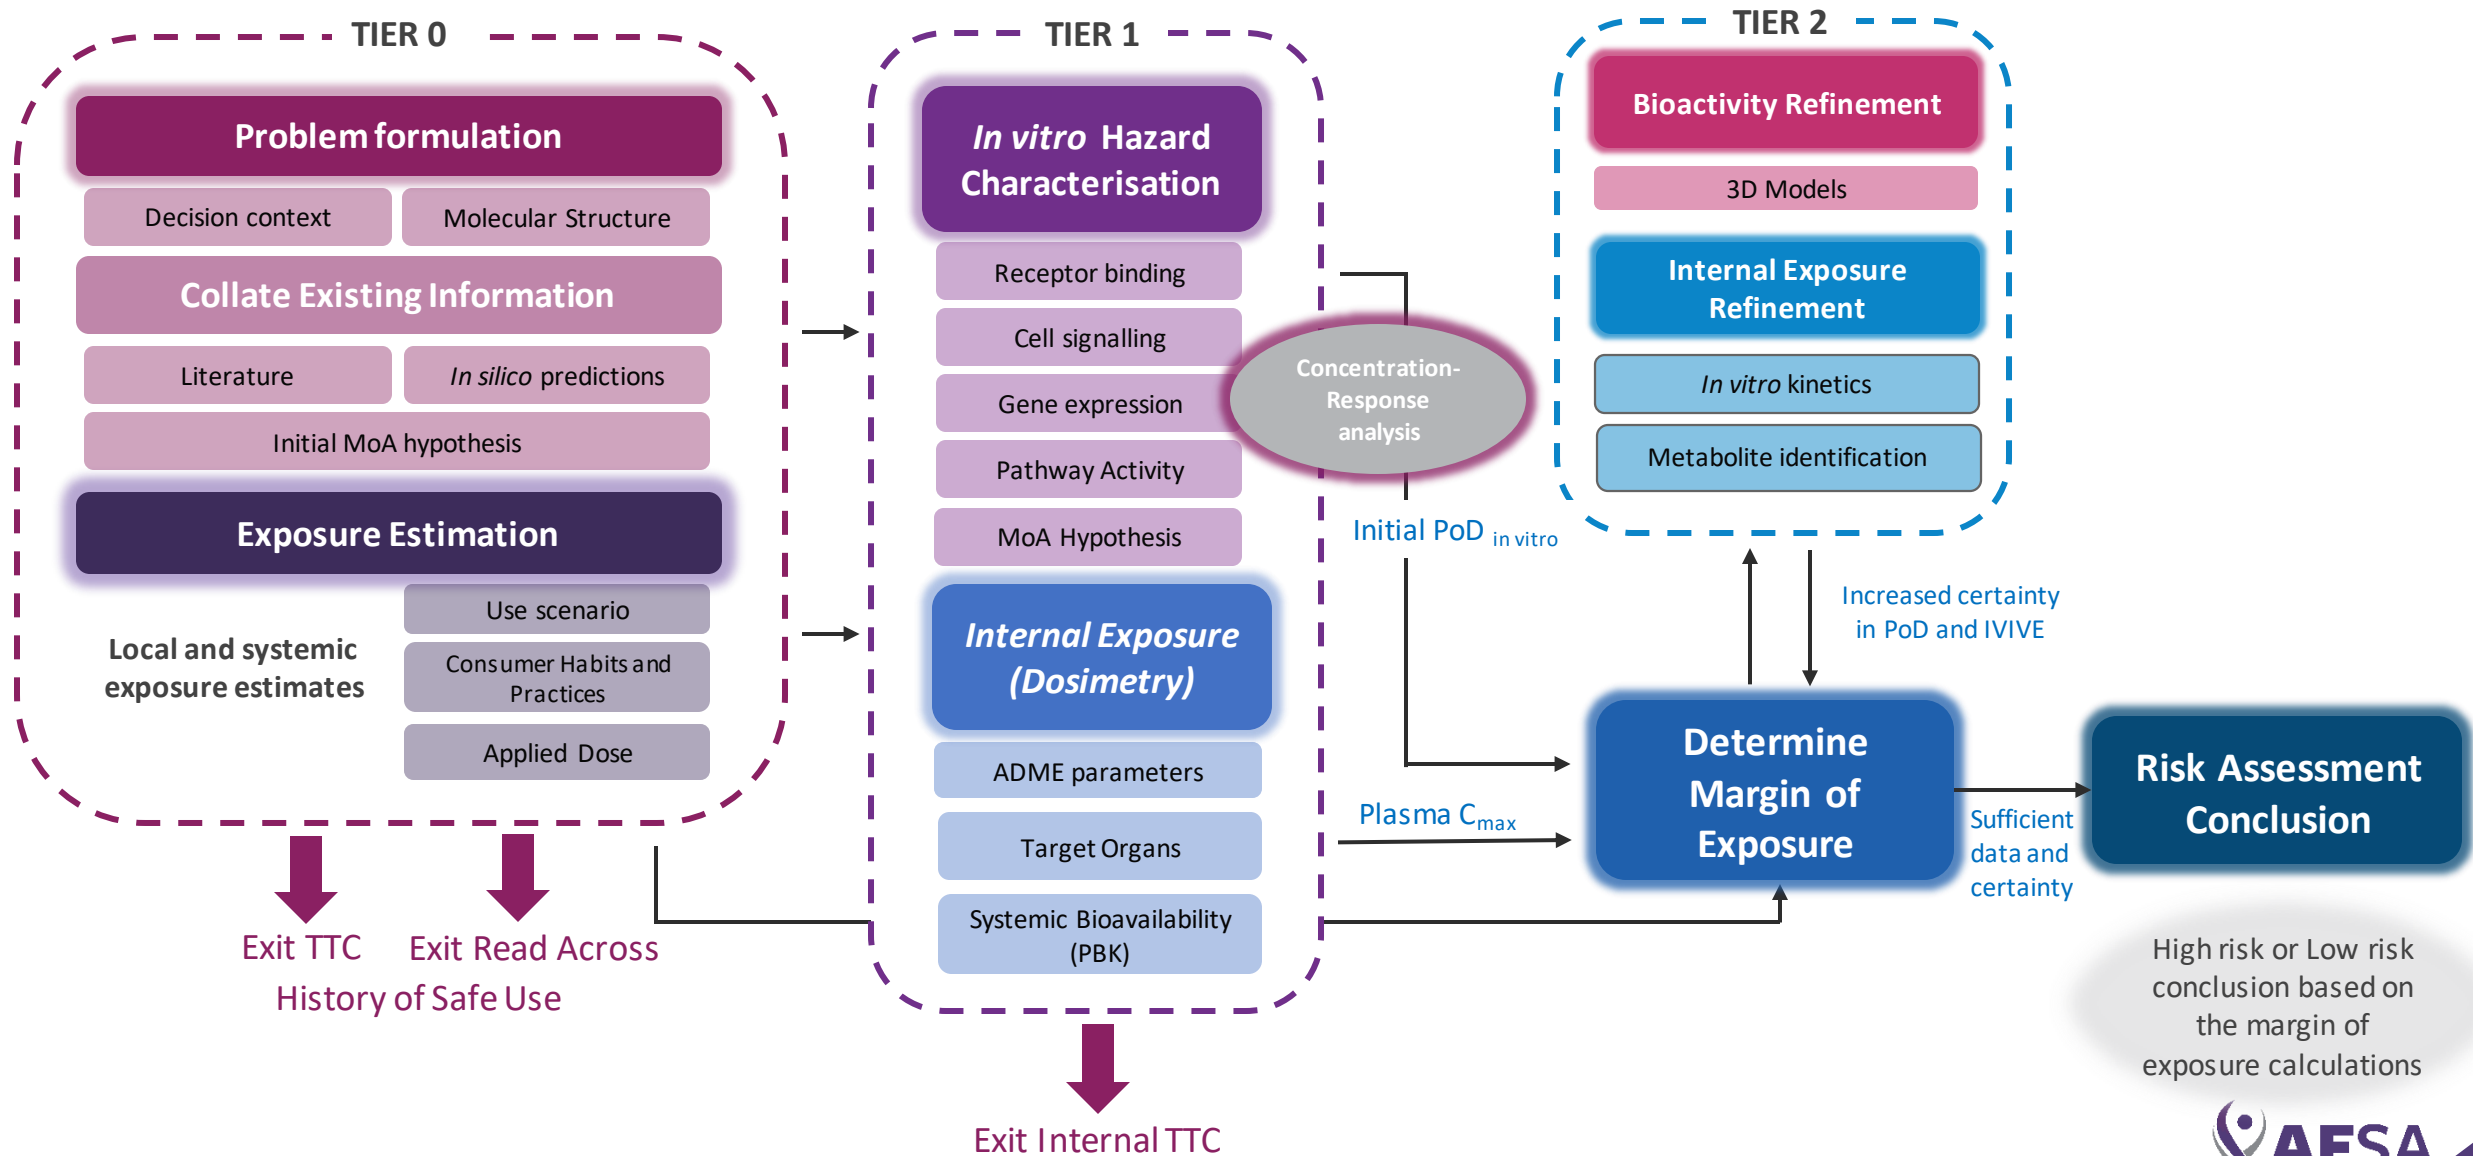 TIER 0
Problem formulation
Decision context
Molecular Structure
Collate Existing Information
Literature
In silico predictions
Initial MoA hypothesis
Exposure Estimation
Local and systemic
exposure estimates
Use scenario
Consumer Habits and
Practices
Applied Dose
Exit TTC
Exit Read Across
History of Safe Use
TIER 1
In vitro Hazard
Characterisation
Receptor binding
Cell signalling
Gene expression
Pathway Activity
MoA Hypothesis
Internal Exposure
(Dosimetry)
ADME parameters
Target Organs
Systemic Bioavailability
(PBK)
Exit Internal TTC
Concentration-
Response
analysis
Initial PoD in vitro
Plasma Cmax
TIER 2
Bioactivity Refinement
3D Models
Internal Exposure
Refinement
In vitro kinetics
Metabolite identification
Increased certainty
in PoD and IVIVE
Determine
Margin of
Exposure
Sufficient
data and
certainty
Risk Assessment
Conclusion
High risk or Low risk
conclusion based on
the margin of
exposure calculations
AFSA